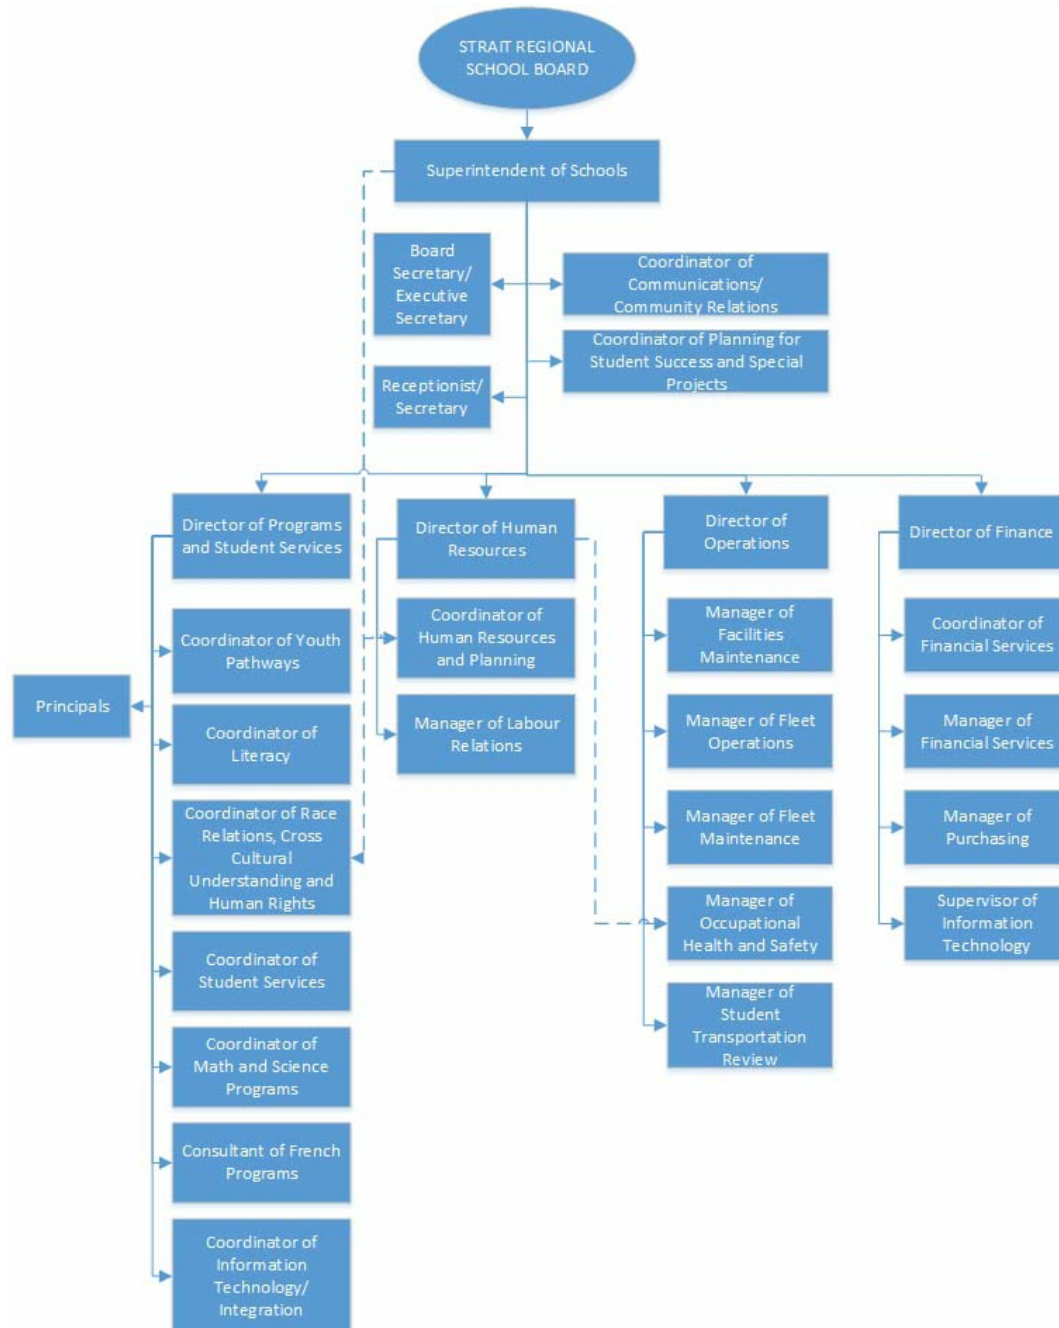 STRAIT REGIONAL
SCHOOL BOARD
Superintendent of Schools
Board
Secretary/
Executive
Secretary
Coordinator of
Communications/
Community Relations
Coordinator of Planning for
Student Success and Special
Projects
Receptionist/
Secretary
Director of Programs
and Student Services
Director of Human
Resources
Director of
Operations
Director of Finance
Coordinator of Youth
Pathways
Coordinator of
Human Resources
and Planning
Manager of
Facilities
Maintenance
Coordinator of
Financial Services
Principals
Coordinator of
Literacy
Manager of Labour
Relations
Manager of Fleet
Operations
Manager of
Financial Services
Coordinator of Race
Relations, Cross
Cultural
Understanding and
Human Rights
Manager of Fleet
Maintenance
Manager of
Purchasing
Manager of
Occupational
Health and Safety
Supervisor of
Information
Technology
Coordinator of
Student Services
Manager of
Student
Transportation
Review
Coordinator of
Math and Science
Programs
Consultant of French
Programs
Coordinator of
Information
Technology/
Integration